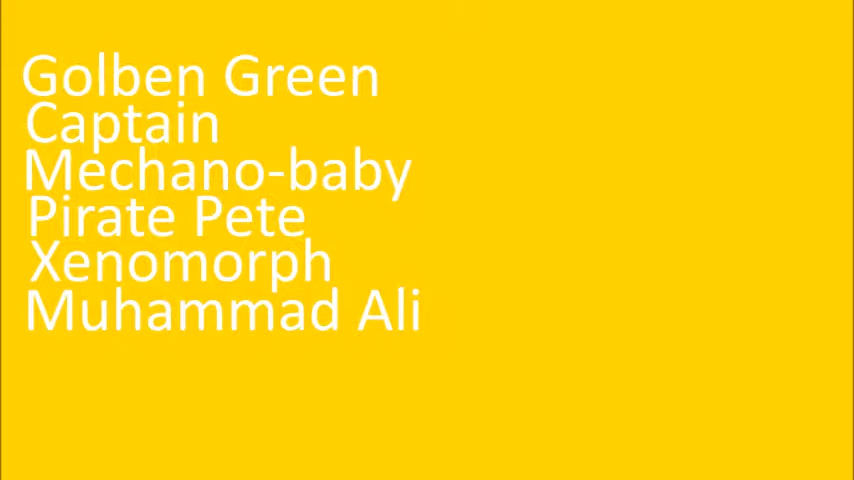 Golben Green
Captain
Mechano-baby
Pirate Pete
Xenomorph
Muhammad Ali